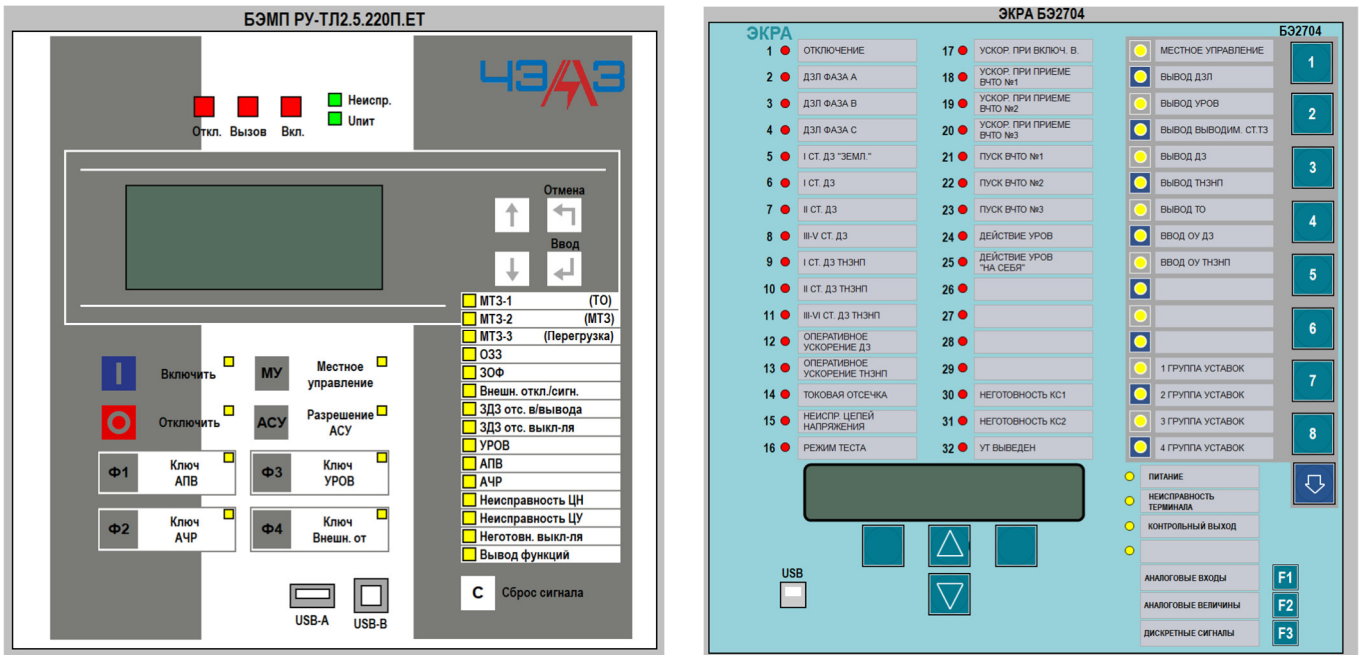 БЭМП РУ-ТЛ2.5.220П.ЕТ
ЧЭАЗ
Неиспр.
Uпит
Откл. Вызов Вкл.
Отмена
Ввод
МТЗ-1 (ТО)
МТЗ-2 (МТЗ)
МТЗ-3 (Перегрузка)
ОЗЗ
ЗОФ
Внешн. откл./сигн.
ЗДЗ отс. в/вывода
ЗДЗ отс. выкл-ля
УРОВ
АПВ
АЧР
Неисправность ЦН
Неисправность ЦУ
Неготовн. выкл-ля
Вывод функций
I Включить
МУ Местное
управление
Отключить
АСУ Разрешение
АСУ
Ф1 Ключ
АПВ
Ф3 Ключ
УРОВ
Ф2 Ключ
АЧР
Ф4 Ключ
Внешн. от
USB-A
USB-B
C Сброс сигнала
ЭКРА БЭ2704
ЭКРА
БЭ2704
1 ОТКЛЮЧЕНИЕ
2 ДЗЛ ФАЗА А
3 ДЗЛ ФАЗА В
4 ДЗЛ ФАЗА С
5 I СТ. ДЗ "ЗЕМЛ."
6 I СТ. ДЗ
7 II СТ. ДЗ
8 III-V СТ. ДЗ
9 I СТ. ДЗ ТНЗНП
10 II СТ. ДЗ ТНЗНП
11 III-VI СТ. ДЗ ТНЗНП
12 ОПЕРАТИВНОЕ
УСКОРЕНИЕ ДЗ
13 ОПЕРАТИВНОЕ
УСКОРЕНИЕ ТНЗНП
14 ТОКОВАЯ ОТСЕЧКА
15 НЕИСПР. ЦЕПЕЙ
НАПРЯЖЕНИЯ
16 РЕЖИМ ТЕСТА
17 УСКОР. ПРИ ВКЛЮЧ. В.
18 УСКОР. ПРИ ПРИЕМЕ
ВЧТО №1
19 УСКОР. ПРИ ПРИЕМЕ
ВЧТО №2
20 УСКОР. ПРИ ПРИЕМЕ
ВЧТО №3
21 ПУСК ВЧТО №1
22 ПУСК ВЧТО №2
23 ПУСК ВЧТО №3
24 ДЕЙСТВИЕ УРОВ
25 ДЕЙСТВИЕ УРОВ
"НА СЕБЯ"
26
27
28
29
30 НЕГОТОВНОСТЬ КС1
31 НЕГОТОВНОСТЬ КС2
32 УТ ВЫВЕДЕН
МЕСТНОЕ УПРАВЛЕНИЕ
ВЫВОД ДЗЛ
ВЫВОД УРОВ
ВЫВОД ВЫВОДИМ. СТ.ТЗ
ВЫВОД ДЗ
ВЫВОД ТНЗНП
ВЫВОД ТО
ВВОД ОУ ДЗ
ВВОД ОУ ТНЗНП
1 ГРУППА УСТАВОК
2 ГРУППА УСТАВОК
3 ГРУППА УСТАВОК
4 ГРУППА УСТАВОК
1
2
3
4
5
6
7
8
ПИТАНИЕ
НЕИСПРАВНОСТЬ
ТЕРМИНАЛА
КОНТРОЛЬНЫЙ ВЫХОД
АНАЛОГОВЫЕ ВХОДЫ F1
АНАЛОГОВЫЕ ВЕЛИЧИНЫ F2
ДИСКРЕТНЫЕ СИГНАЛЫ F3
USB